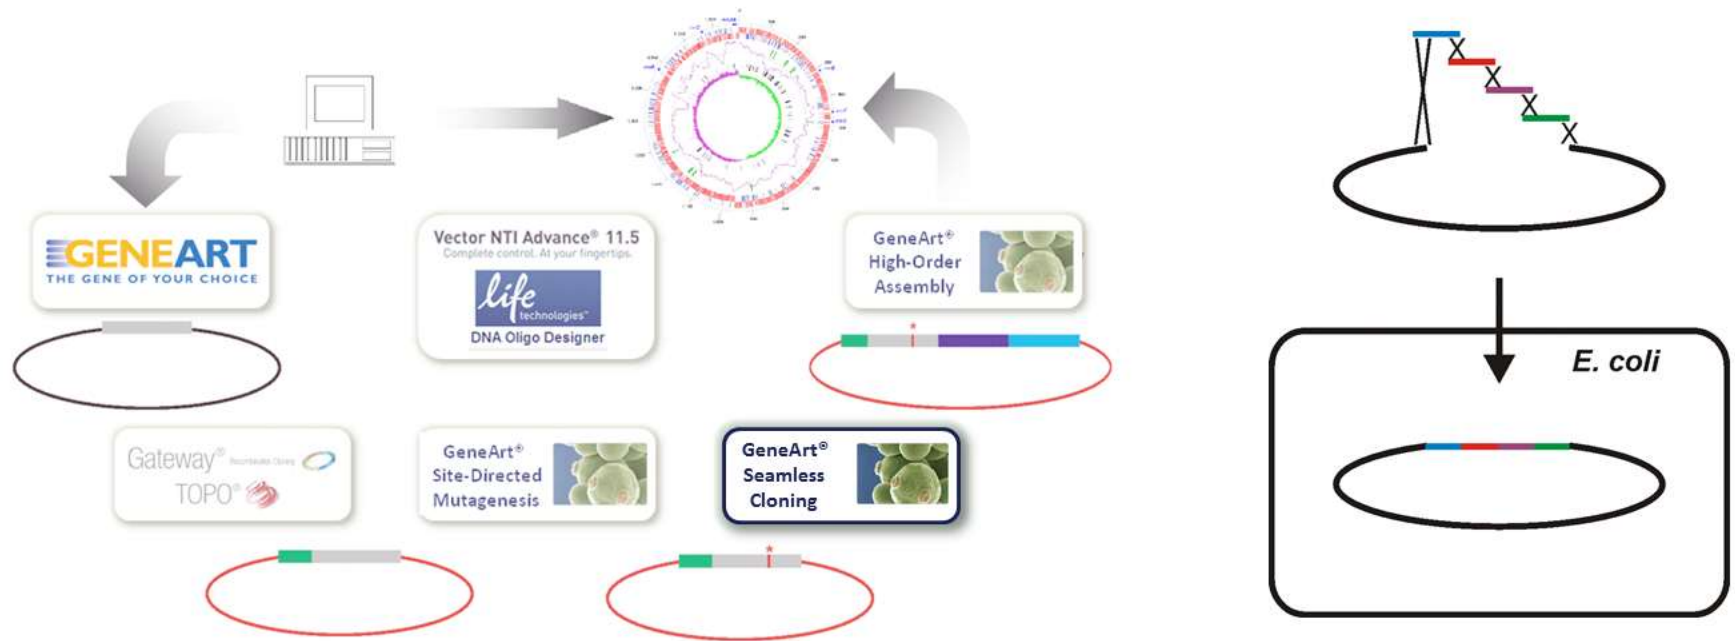 GENEART
THE GENE OF YOUR CHOICE
Vector NTI Advance® 11.5
Complete control. At your fingertips.
life
technologies™
DNA Oligo Designer
GeneArt®
High-Order
Assembly
*
Gateway®
TOPO®
GeneArt®
Site-Directed
Mutagenesis
GeneArt®
Seamless
Cloning
*
X
X
X
X
E. coli